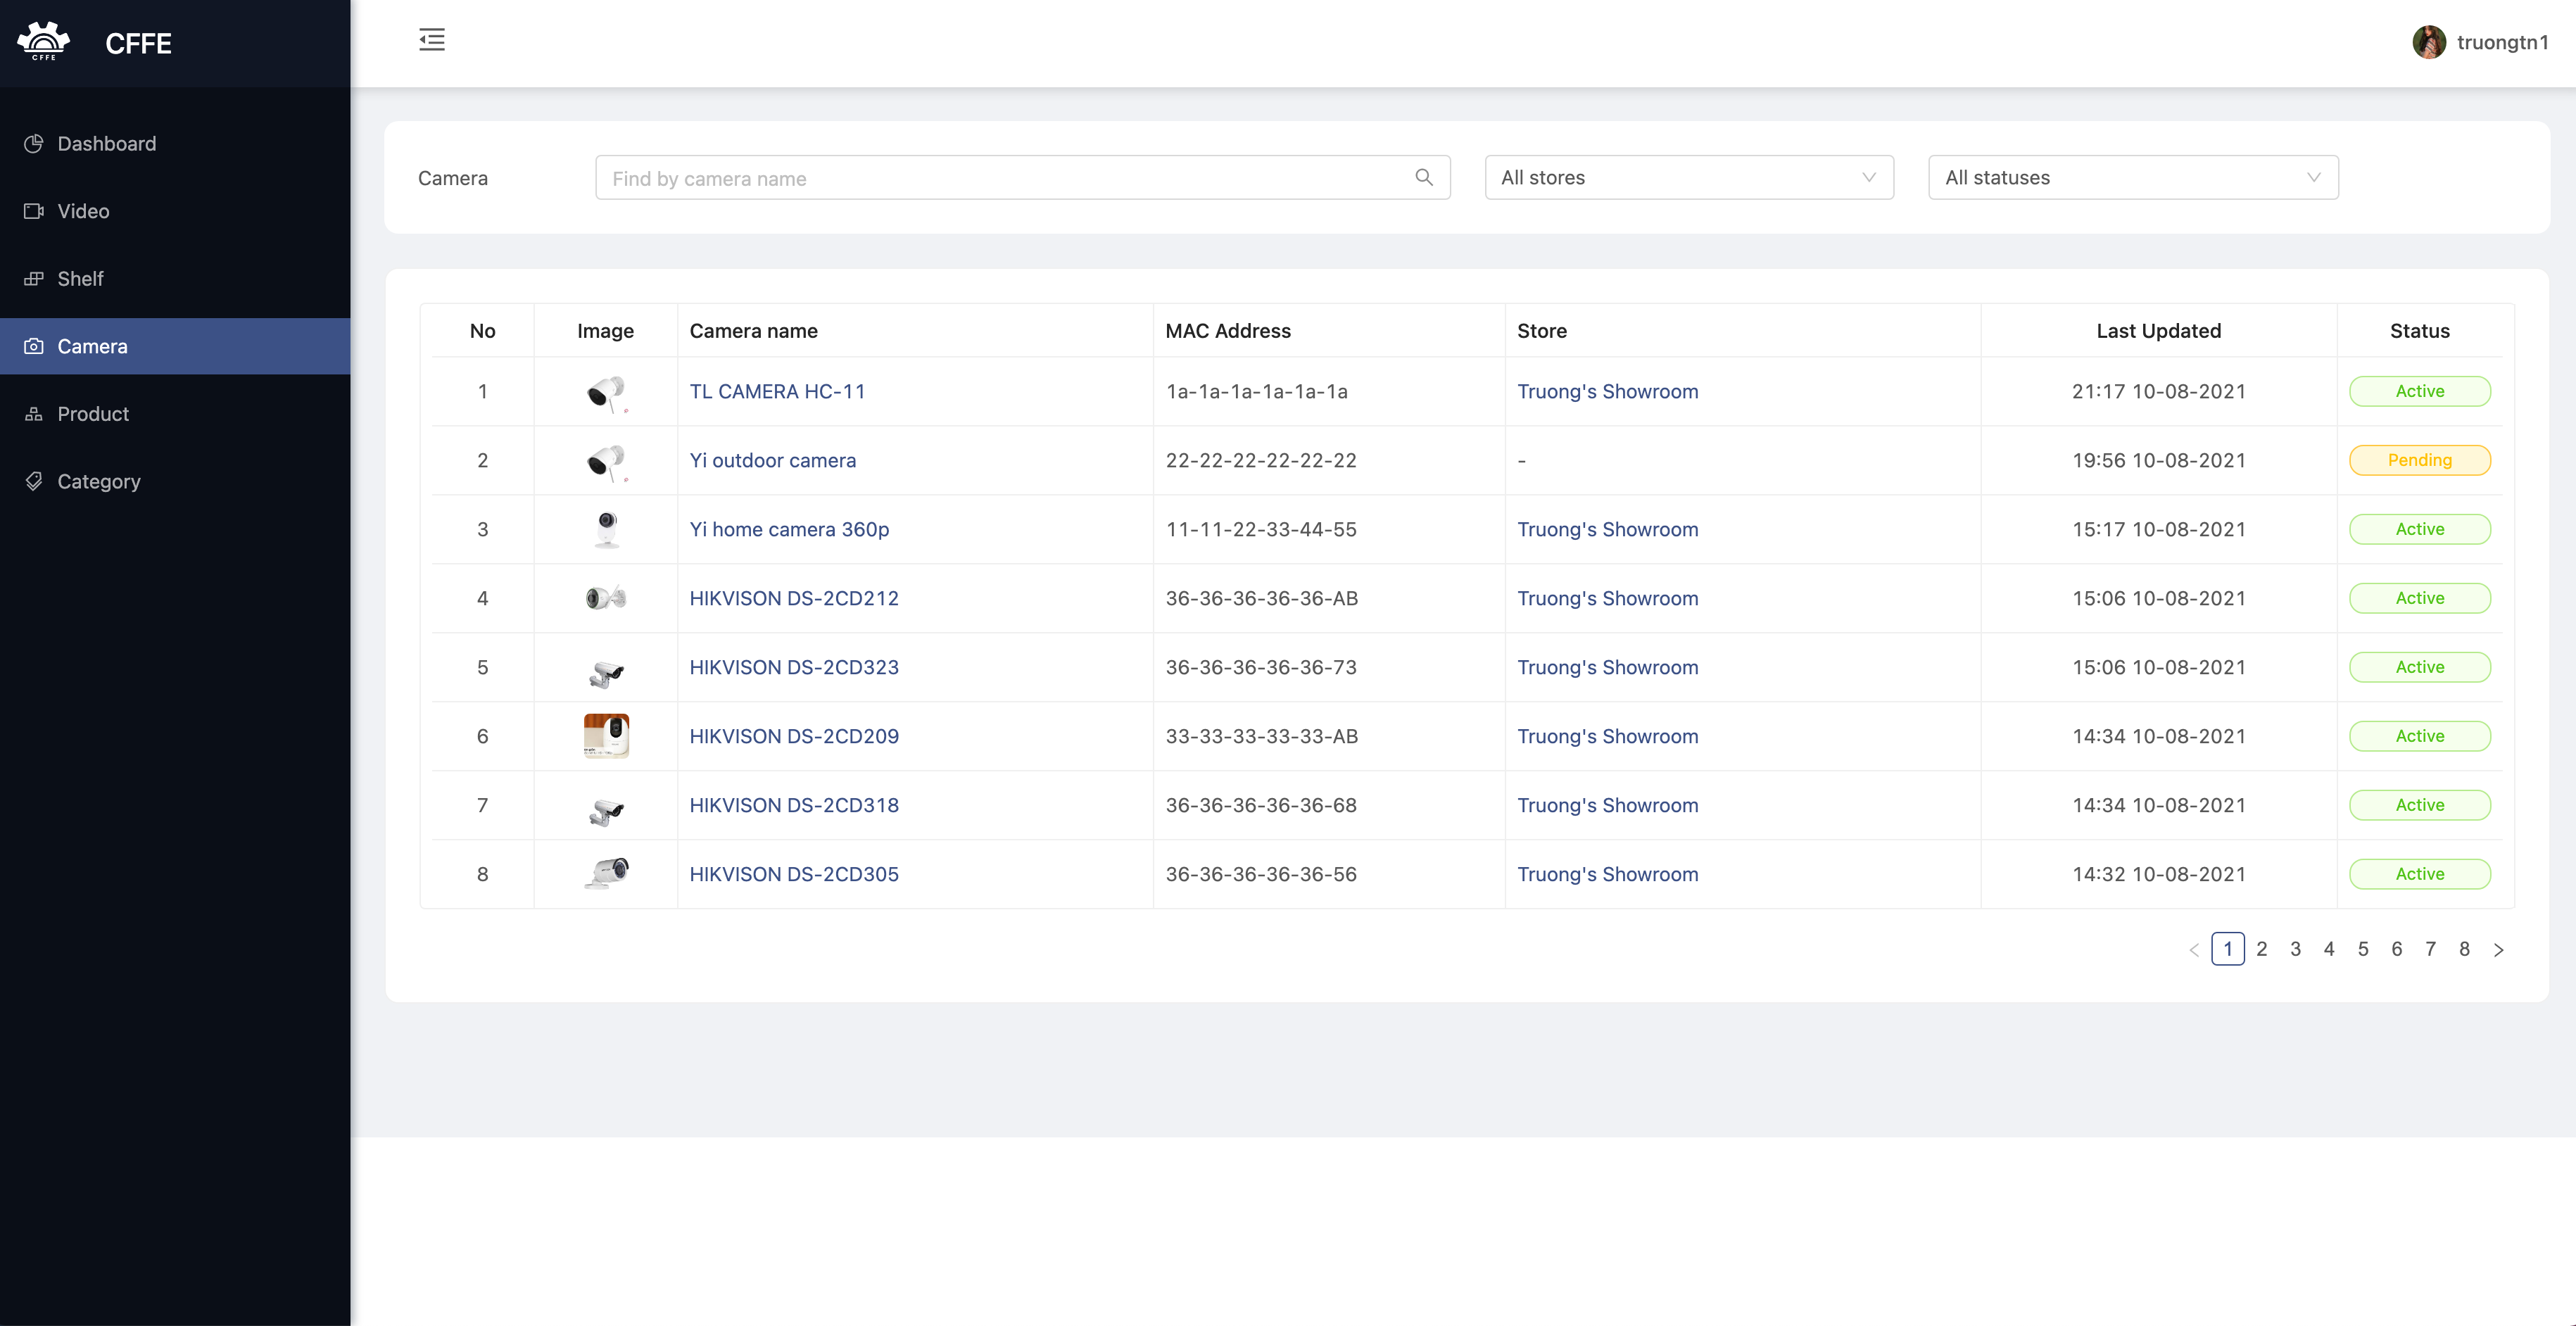 CFFE
CFFE
truongtn1
Dashboard
Video
Shelf
Camera
Product
Category
Camera
Find by camera name
All stores
All statuses
No Image Camera name MAC Address Store Last Updated Status
1 TL CAMERA HC-11 1a-1a-1a-1a-1a-1a Truong's Showroom 21:17 10-08-2021 Active
2 Yi outdoor camera 22-22-22-22-22-22 - 19:56 10-08-2021 Pending
3 Yi home camera 360p 11-11-22-33-44-55 Truong's Showroom 15:17 10-08-2021 Active
4 HIKVISON DS-2CD212 36-36-36-36-36-AB Truong's Showroom 15:06 10-08-2021 Active
5 HIKVISON DS-2CD323 36-36-36-36-36-73 Truong's Showroom 15:06 10-08-2021 Active
6 HIKVISON DS-2CD209 33-33-33-33-33-AB Truong's Showroom 14:34 10-08-2021 Active
7 HIKVISON DS-2CD318 36-36-36-36-36-68 Truong's Showroom 14:34 10-08-2021 Active
8 HIKVISON DS-2CD305 36-36-36-36-36-56 Truong's Showroom 14:32 10-08-2021 Active
1 2 3 4 5 6 7 8